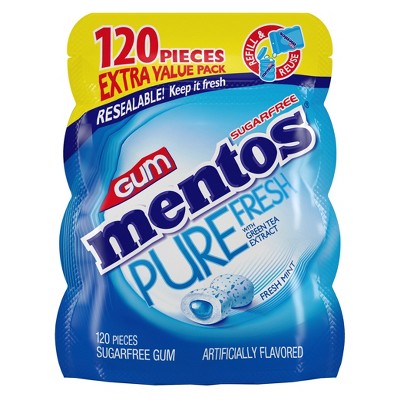 120 PIECES
EXTRA VALUE PACK
REFILL & REUSE
RESEALABLE! Keep it fresh
SUGARFREE
GUM
mentos
PURE FRESH
WITH
GREEN TEA
EXTRACT
FRESH MINT
120 PIECES
SUGARFREE GUM
ARTIFICIALLY FLAVORED